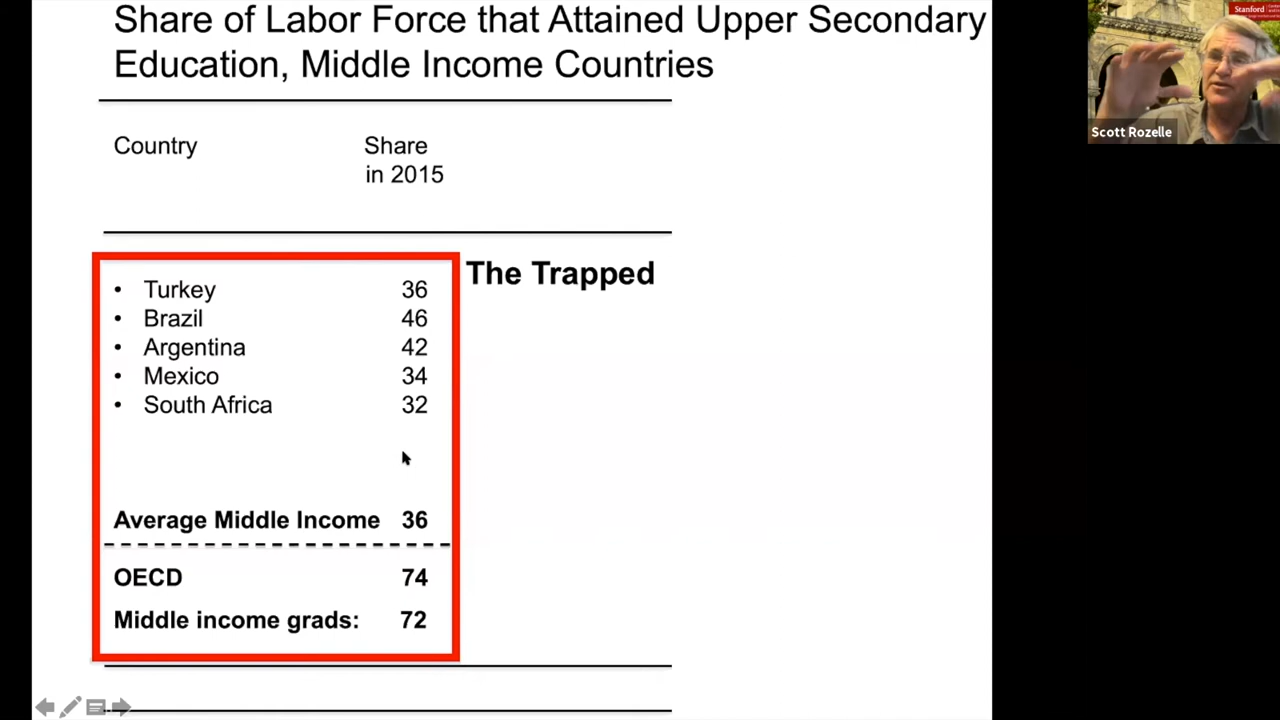 Share of Labor Force that Attained Upper Secondary
Education, Middle Income Countries
Stanford
Scott Rozelle
Country Share
in 2015
The Trapped
• Turkey 36
• Brazil 46
• Argentina 42
• Mexico 34
• South Africa 32
Average Middle Income 36
OECD 74
Middle income grads: 72